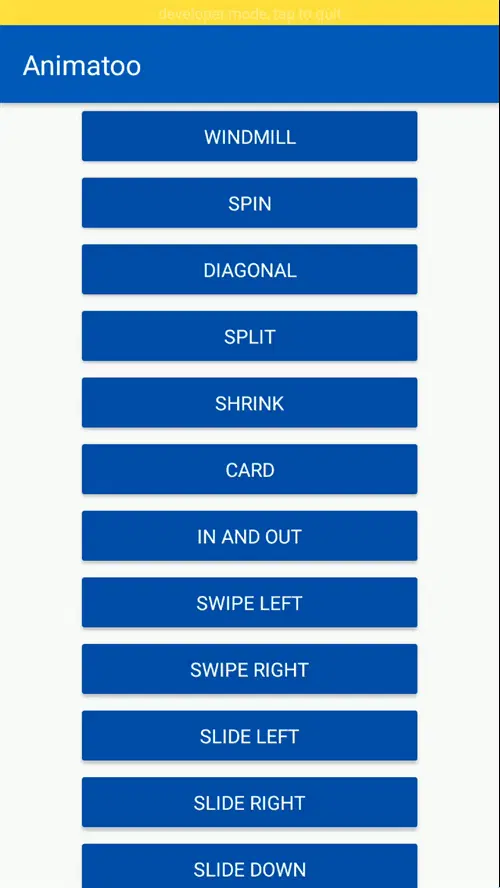 developer mode, tap to quit
Animatoo
WINDMILL
SPIN
DIAGONAL
SPLIT
SHRINK
CARD
IN AND OUT
SWIPE LEFT
SWIPE RIGHT
SLIDE LEFT
SLIDE RIGHT
SLIDE DOWN